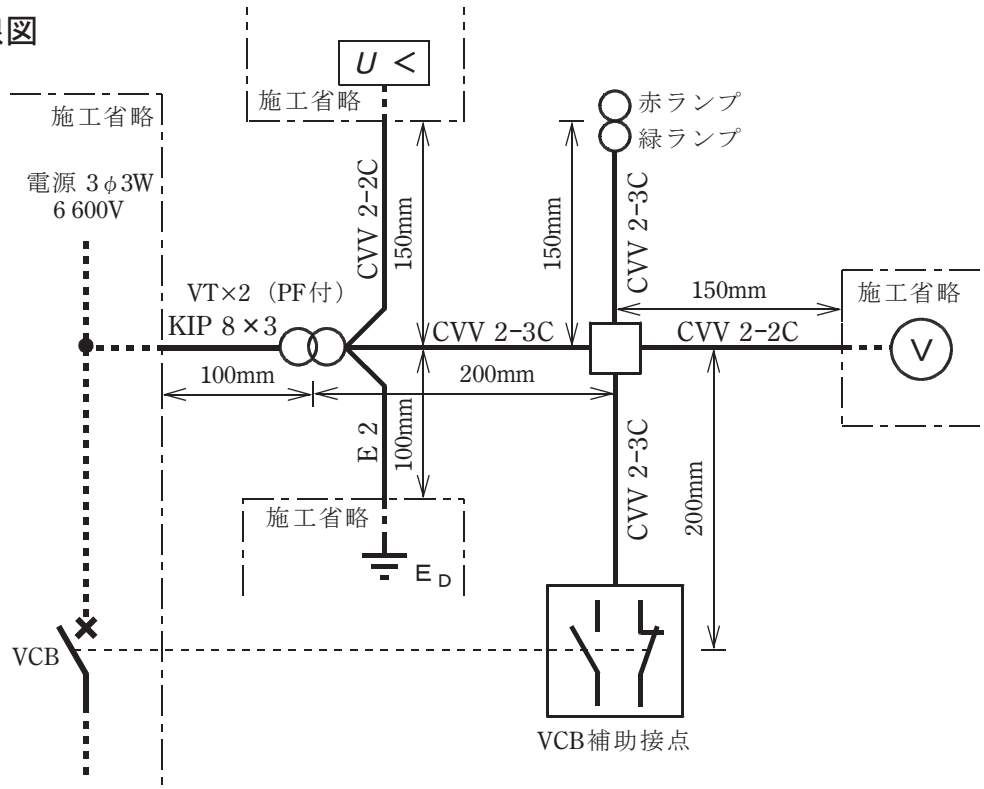 図
U <
施工省略
施工省略
電源 3φ3W
6 600V
赤ランプ
緑ランプ
CVV 2-2C
150mm
150mm
CVV 2-3C
VT×2 (PF付)
KIP 8×3
CVV 2-3C
150mm
CVV 2-2C
施工省略
V
100mm
200mm
E 2
100mm
CVV 2-3C
200mm
施工省略
E D
VCB
VCB補助接点